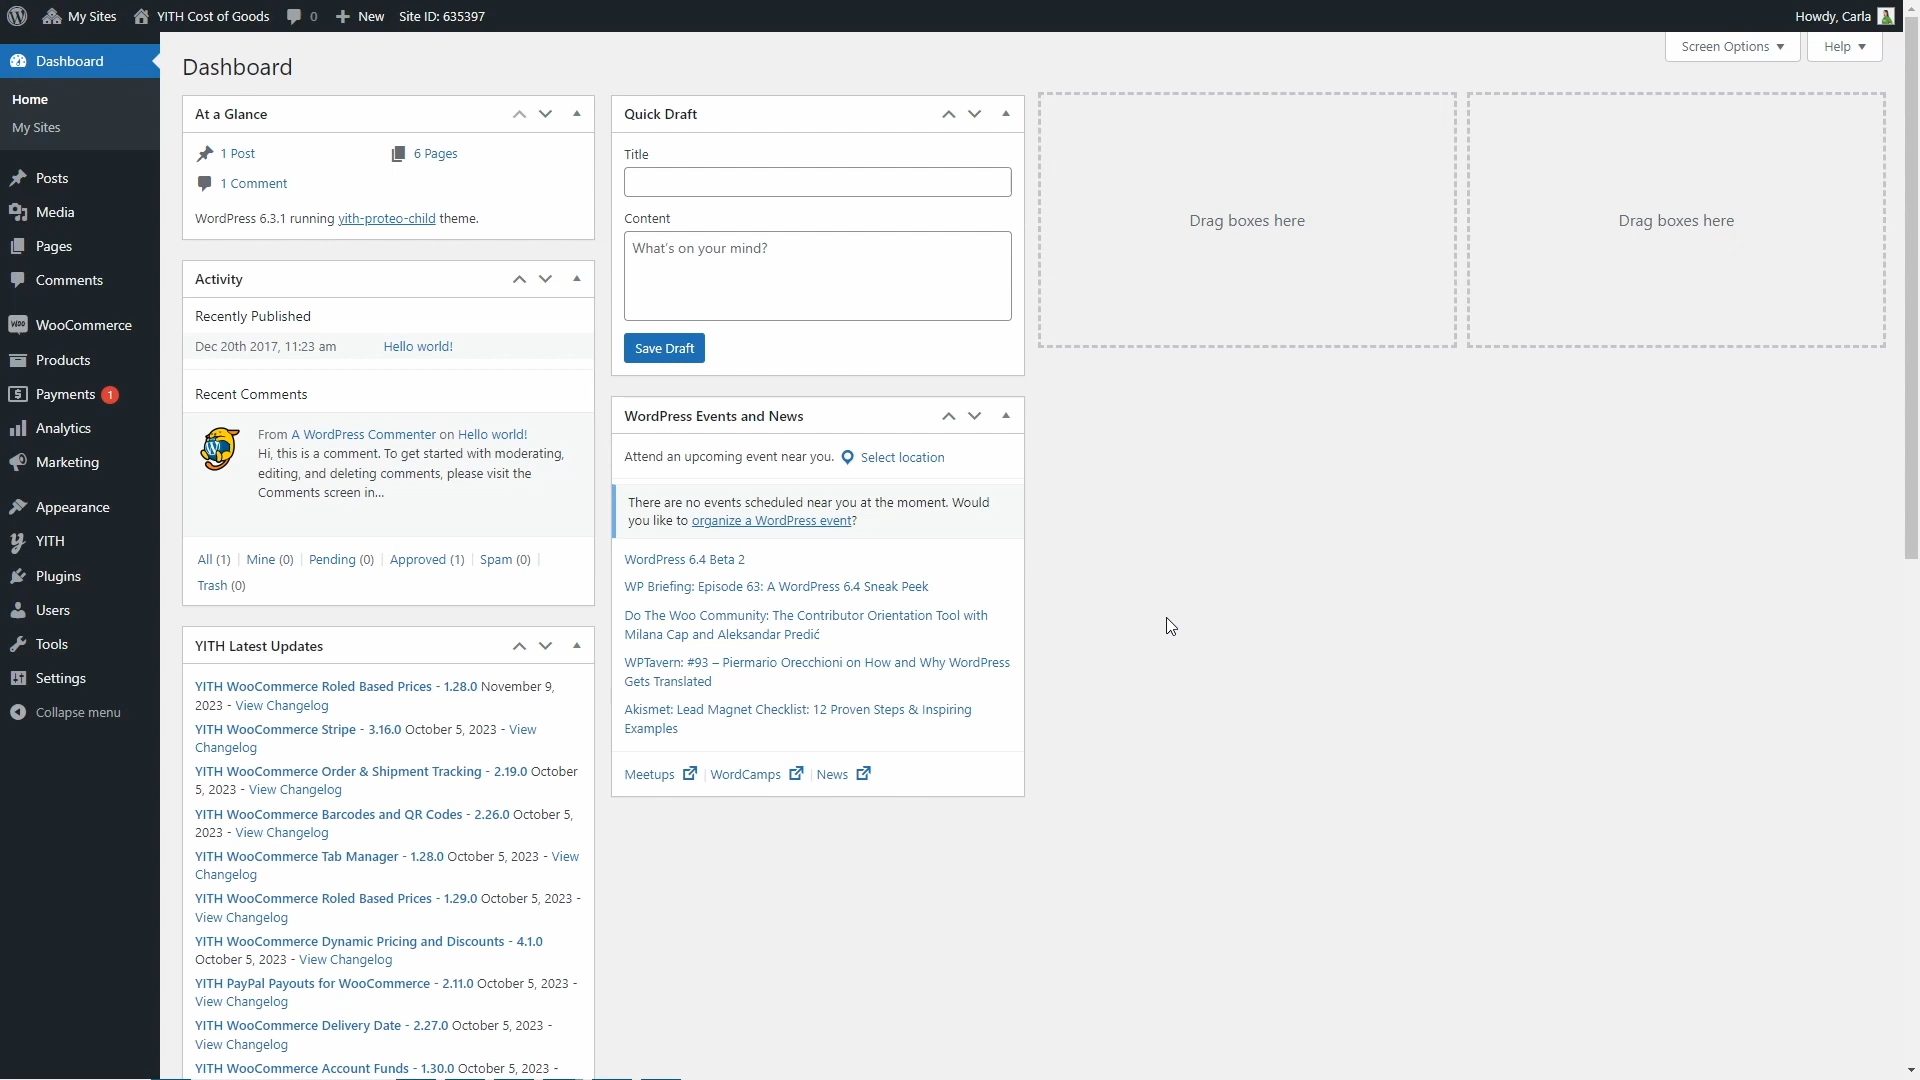 My Sites
YITH Cost of Goods
0
New
Site ID: 635397
Howdy, Carla
Dashboard
Home
My Sites
Posts
Media
Pages
Comments
WooCommerce
Products
Payments 1
Analytics
Marketing
Appearance
YITH
Plugins
Users
Tools
Settings
Collapse menu
Screen Options
Help
Dashboard
At a Glance
1 Post
6 Pages
1 Comment
WordPress 6.3.1 running yith-proteo-child theme.
Activity
Recently Published
Dec 20th 2017, 11:23 am
Hello world!
Recent Comments
From A WordPress Commenter on Hello world!
Hi, this is a comment. To get started with moderating,
editing, and deleting comments, please visit the
Comments screen in...
All (1) | Mine (0) | Pending (0) | Approved (1) | Spam (0) |
Trash (0)
YITH Latest Updates
YITH WooCommerce Roled Based Prices - 1.28.0 November 9,
2023 - View Changelog
YITH WooCommerce Stripe - 3.16.0 October 5, 2023 - View
Changelog
YITH WooCommerce Order & Shipment Tracking - 2.19.0 October
5, 2023 - View Changelog
YITH WooCommerce Barcodes and QR Codes - 2.26.0 October 5,
2023 - View Changelog
YITH WooCommerce Tab Manager - 1.28.0 October 5, 2023 - View
Changelog
YITH WooCommerce Roled Based Prices - 1.29.0 October 5, 2023 -
View Changelog
YITH WooCommerce Dynamic Pricing and Discounts - 4.1.0
October 5, 2023 - View Changelog
YITH PayPal Payouts for WooCommerce - 2.11.0 October 5, 2023 -
View Changelog
YITH WooCommerce Delivery Date - 2.27.0 October 5, 2023 -
View Changelog
YITH WooCommerce Account Funds - 1.30.0 October 5, 2023 -
Quick Draft
Title
Content
What's on your mind?
Save Draft
WordPress Events and News
Attend an upcoming event near you. Select location
There are no events scheduled near you at the moment. Would
you like to organize a WordPress event?
WordPress 6.4 Beta 2
WP Briefing: Episode 63: A WordPress 6.4 Sneak Peek
Do The Woo Community: The Contributor Orientation Tool with
Milana Cap and Aleksandar Predić
WPTavern: #93 – Piermario Orecchioni on How and Why WordPress
Gets Translated
Akismet: Lead Magnet Checklist: 12 Proven Steps & Inspiring
Examples
Meetups | WordCamps | News
Drag boxes here
Drag boxes here